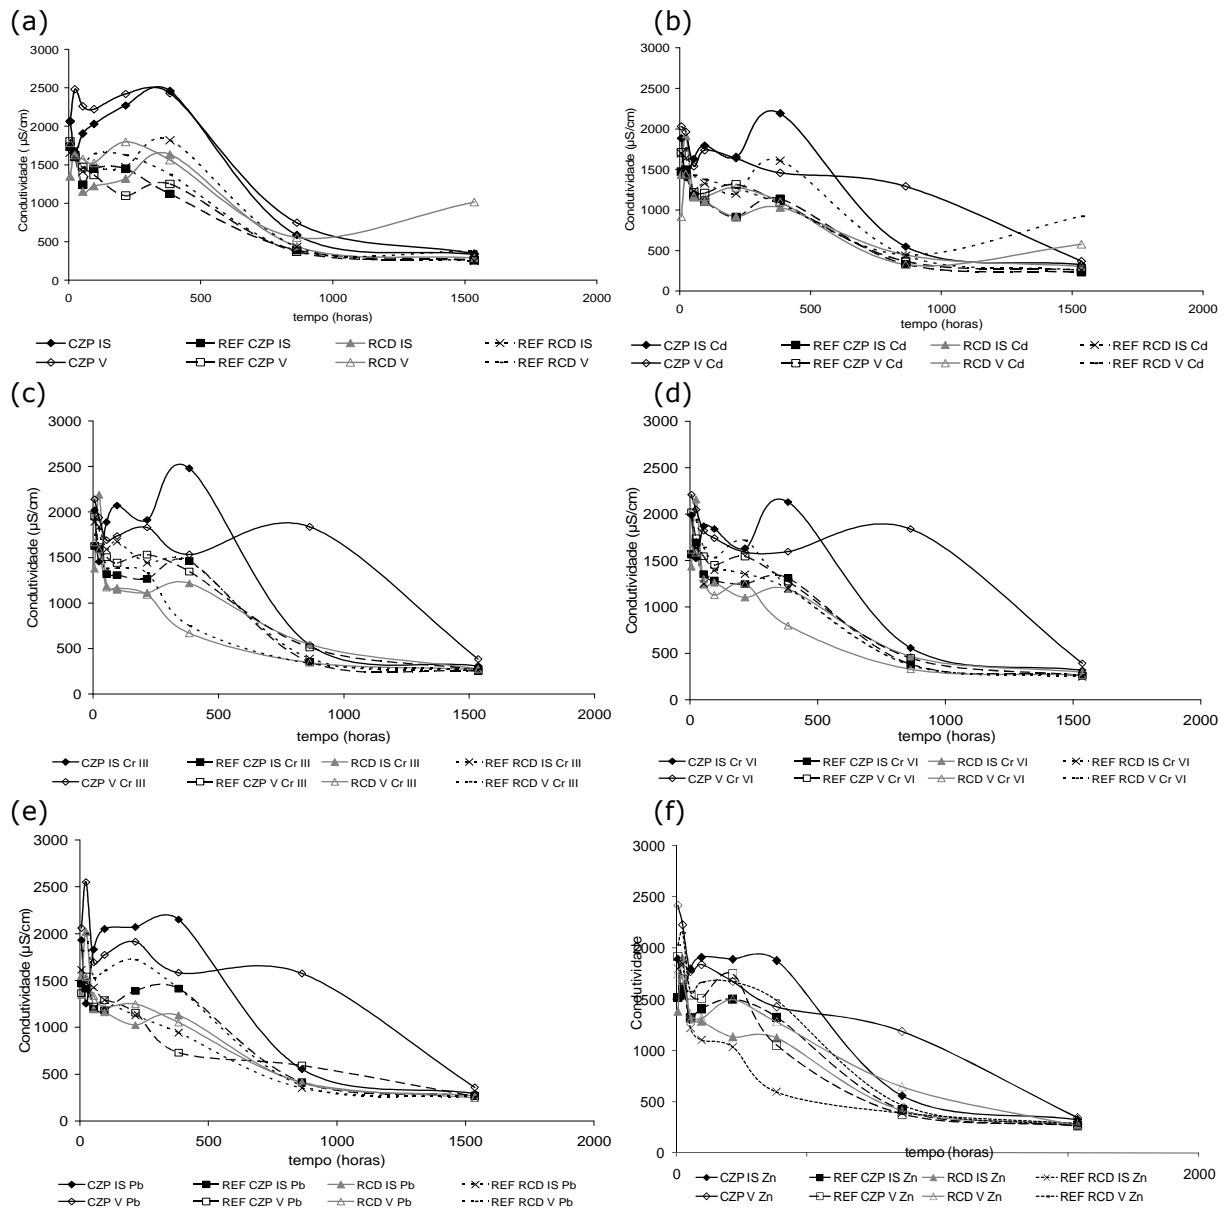 (a)
Condutividade ( µS/cm)
3000
2500
2000
1500
1000
500
0
0
500
1000
1500
2000
tempo (horas)
CZP IS
REF CZP IS
RCD IS
REF RCD IS
CZP V
REF CZP V
RCD V
REF RCD V
(b)
Condutividade (µS/cm)
3000
2500
2000
1500
1000
500
0
0
500
1000
1500
2000
tempo (horas)
CZP IS Cd
REF CZP IS Cd
RCD IS Cd
REF RCD IS Cd
CZP V Cd
REF CZP V Cd
RCD V Cd
REF RCD V Cd
(c)
Condutividade (µS/cm)
3000
2500
2000
1500
1000
500
0
0
500
1000
1500
2000
tempo (horas)
CZP IS Cr III
REF CZP IS Cr III
RCD IS Cr III
REF RCD IS Cr III
CZP V Cr III
REF CZP V Cr III
RCD V Cr III
REF RCD V Cr III
(d)
Condutividade (µS/cm)
3000
2500
2000
1500
1000
500
0
0
500
1000
1500
2000
tempo (horas)
CZP IS Cr VI
REF CZP IS Cr VI
RCD IS Cr VI
REF RCD IS Cr VI
CZP V Cr VI
REF CZP V Cr VI
RCD V Cr VI
REF RCD V Cr VI
(e)
Condutividade (µS/cm)
3000
2500
2000
1500
1000
500
0
0
500
1000
1500
2000
tempo (horas)
CZP IS Pb
REF CZP IS Pb
RCD IS Pb
REF RCD IS Pb
CZP V Pb
REF CZP V Pb
RCD V Pb
REF RCD V Pb
(f)
Condutividade
3000
2500
2000
1500
1000
500
0
0
2000
tempo (horas)
CZP IS Zn
REF CZP IS Zn
RCD IS Zn
REF RCD IS Zn
CZP V Zn
REF CZP V Zn
RCD V Zn
REF RCD V Zn